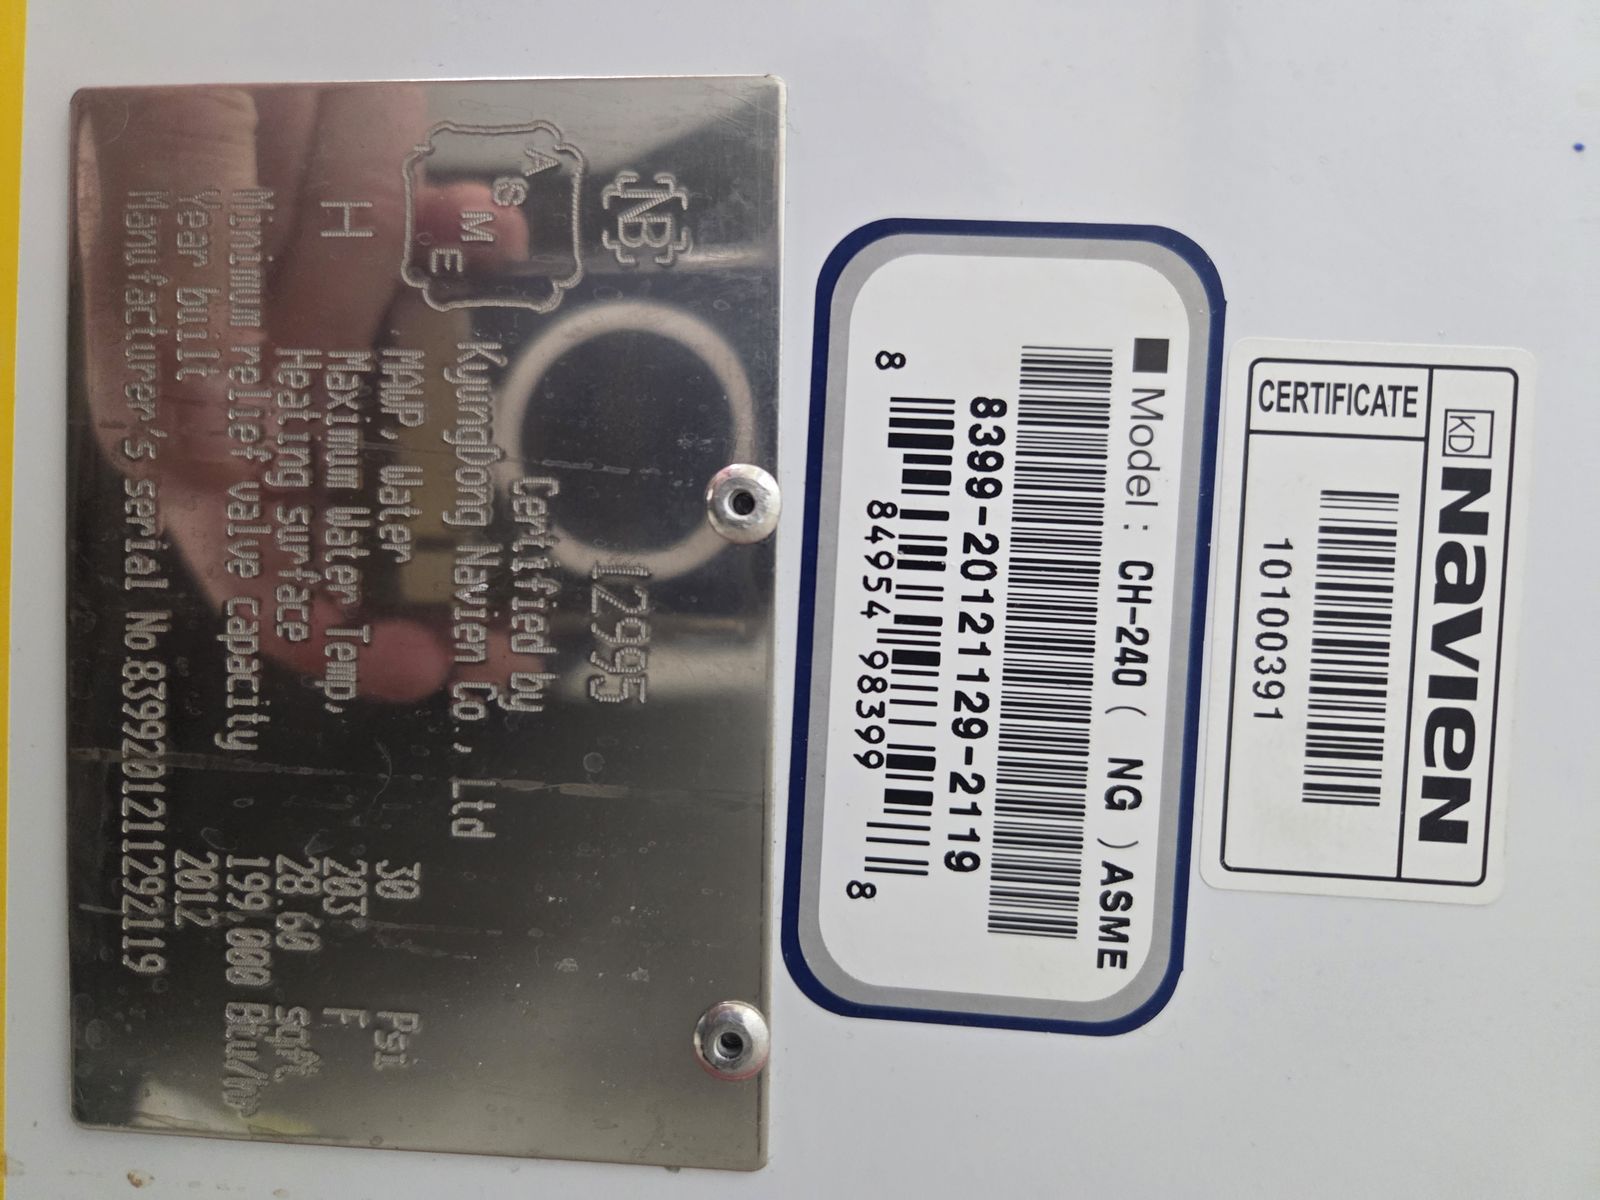 KD NAVIEN
CERTIFICATE
10100391
Model : CH-240 ( NG ) ASME
8399-20121129-2119
8 84954 98399 8
NB
12995
ASME
H
Certified by
KyungDong Navien Co., Ltd
MAWP, Water 30 Psi
Maximum Water Temp, 203 F
Heating surface 28.60 sqft
Minimum relief valve capacity 199,000 Btu/hr
Year built 2012
Manufacturer's serial No.8399201211292119